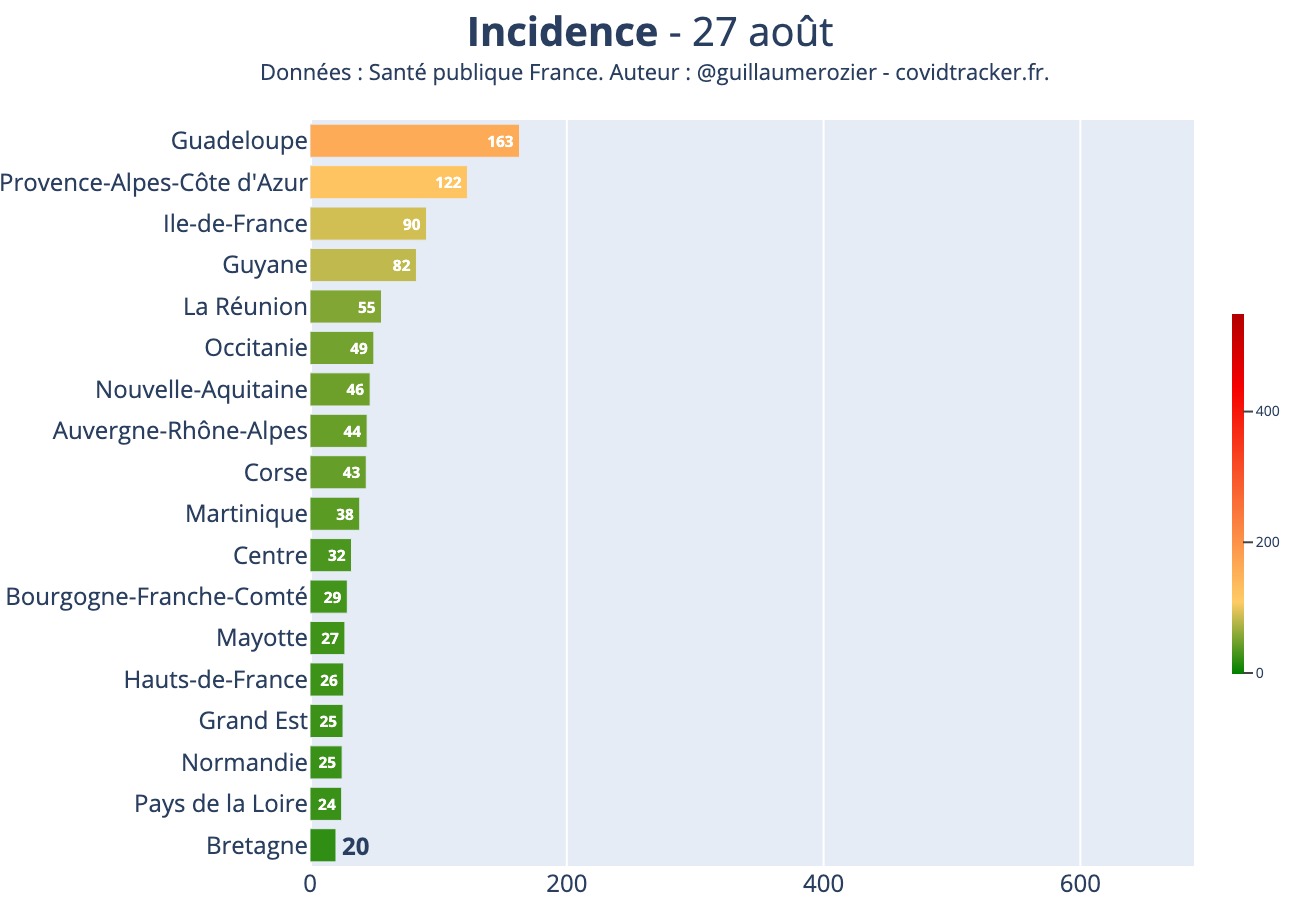 Incidence - 27 août
Données : Santé publique France. Auteur : @guillaumerozier - covidtracker.fr.
Guadeloupe 163
Provence-Alpes-Côte d'Azur 122
Ile-de-France 90
Guyane 82
La Réunion 55
Occitanie 49
Nouvelle-Aquitaine 46
Auvergne-Rhône-Alpes 44
Corse 43
Martinique 38
Centre 32
Bourgogne-Franche-Comté 29
Mayotte 27
Hauts-de-France 26
Grand Est 25
Normandie 25
Pays de la Loire 24
Bretagne 20
0 200 400 600
400
200
0